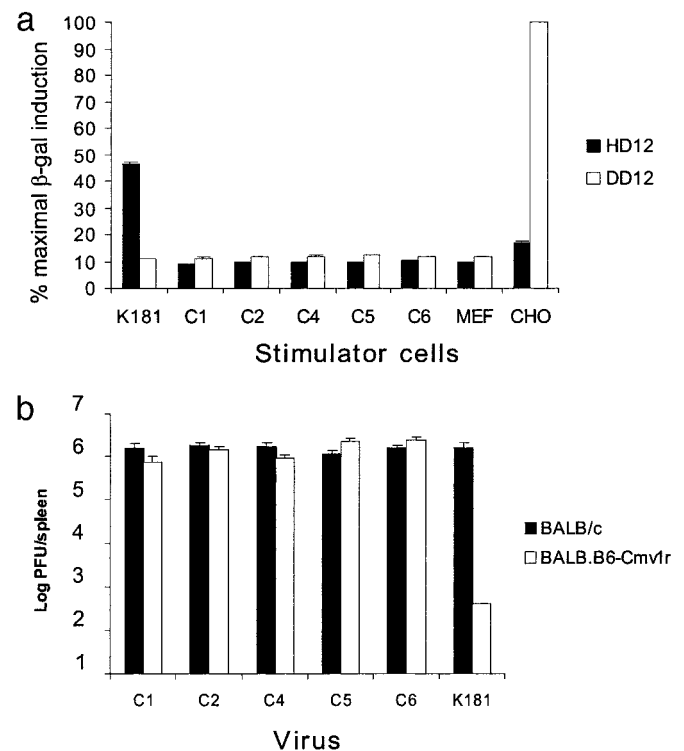 a
% maximal β-gal induction
100
90
80
70
60
50
40
30
20
10
0
K181 C1 C2 C4 C5 C6 MEF CHO
Stimulator cells
HD12
DD12
b
Log PFU/spleen
7
6
5
4
3
2
1
C1 C2 C4 C5 C6 K181
Virus
BALB/c
BALB.B6-Cmv1r